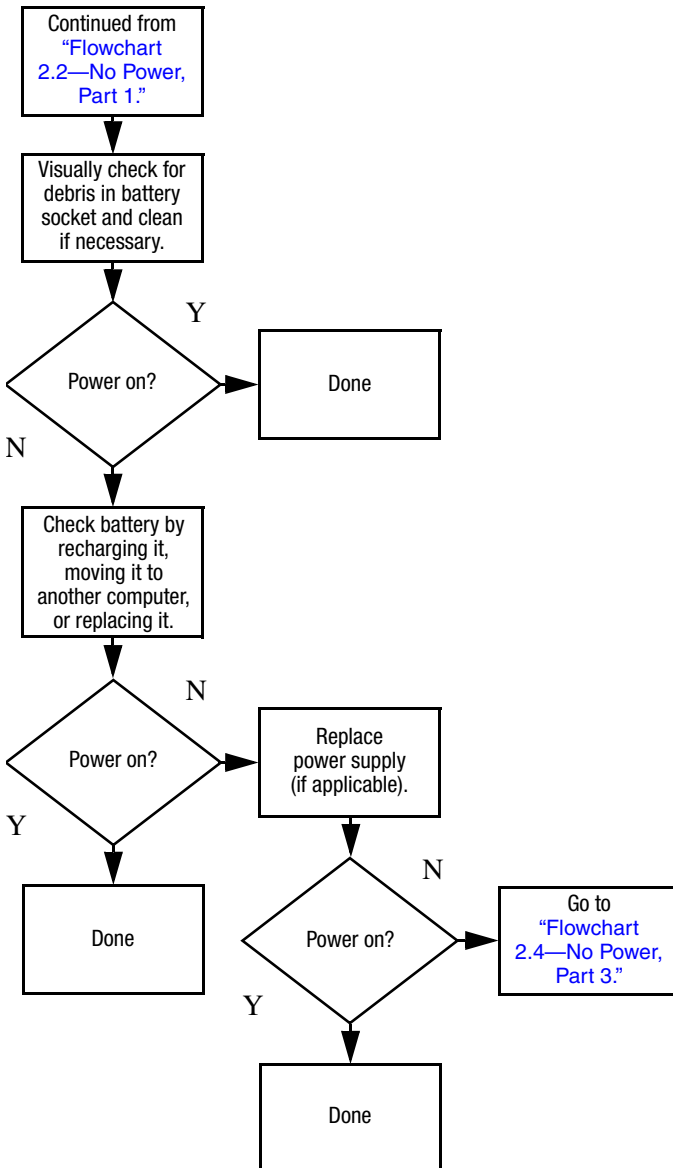 Continued from
“Flowchart
2.2—No Power,
Part 1.”
Visually check for
debris in battery
socket and clean
if necessary.
Y
Power on?
Done
N
Check battery by
recharging it,
moving it to
another computer,
or replacing it.
N
Power on?
Replace
power supply
(if applicable).
Y
Done
N
Power on?
Go to
“Flowchart
2.4—No Power,
Part 3.”
Y
Done